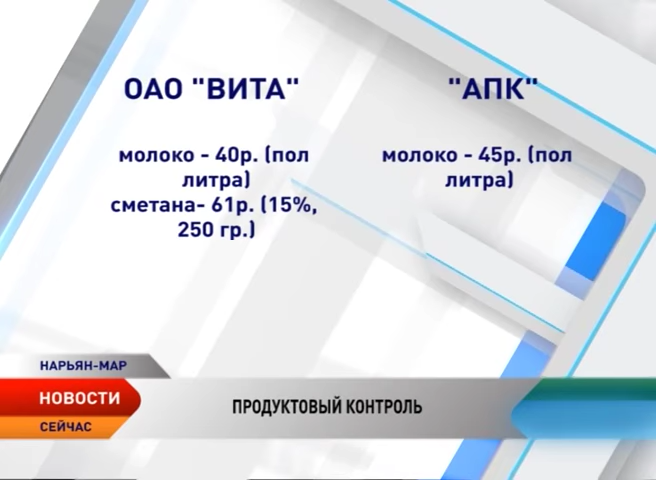 ОАО "ВИТА"
молоко - 40р. (пол
литра)
сметана- 61р. (15%,
250 гр.)
"АПК"
молоко - 45р. (пол
литра)
НАРЬЯН-МАР
НОВОСТИ
СЕЙЧАС
ПРОДУКТОВЫЙ КОНТРОЛЬ